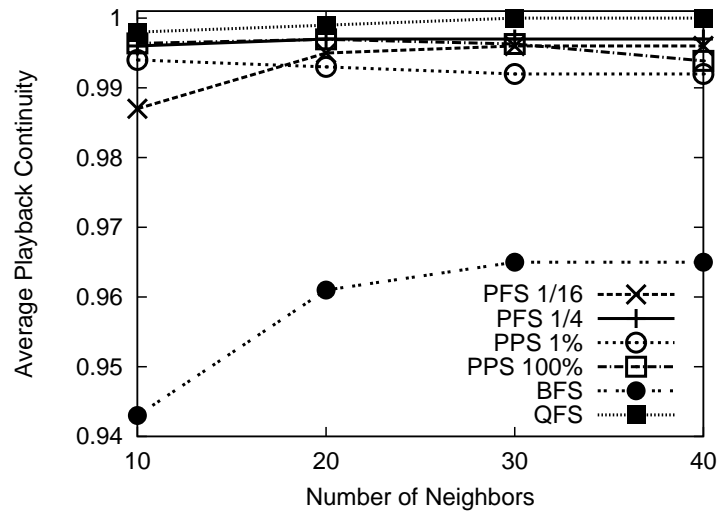 1
0.99
0.98
0.97
0.96
0.95
0.94
Average Playback Continuity
PFS 1/16
PFS 1/4
PPS 1%
PPS 100%
BFS
QFS
10 20 30 40
Number of Neighbors